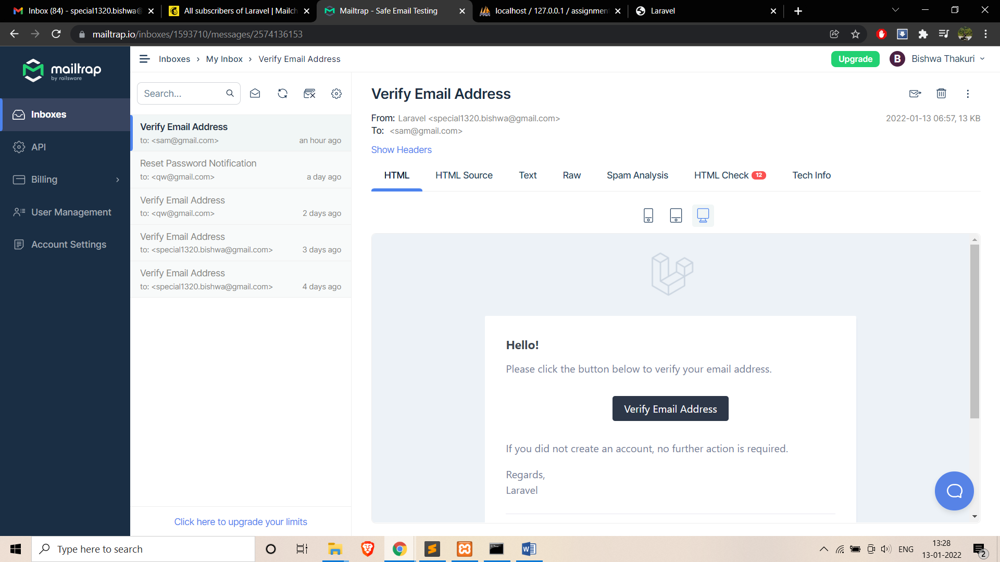 Inbox (84) - special1320.bishwa@
All subscribers of Laravel | Mailch
Mailtrap - Safe Email Testing
localhost / 127.0.0.1 / assignment
Laravel
mailtrap.io/inboxes/1593710/messages/2574136153
mailtrap
by railsware
Inboxes
API
Billing
User Management
Account Settings
Inboxes › My Inbox › Verify Email Address
Upgrade
B
Bishwa Thakuri
Search...
Verify Email Address
to: <sam@gmail.com> an hour ago
Reset Password Notification
to: <qw@gmail.com> a day ago
Verify Email Address
to: <qw@gmail.com> 2 days ago
Verify Email Address
to: <special1320.bishwa@gmail.com> 3 days ago
Verify Email Address
to: <special1320.bishwa@gmail.com> 4 days ago
Click here to upgrade your limits
Verify Email Address
From: Laravel <special1320.bishwa@gmail.com> 2022-01-13 06:57, 13 KB
To: <sam@gmail.com>
Show Headers
HTML HTML Source Text Raw Spam Analysis HTML Check 12 Tech Info
Hello!
Please click the button below to verify your email address.
Verify Email Address
If you did not create an account, no further action is required.
Regards,
Laravel
Type here to search
ENG
13:28
13-01-2022
2